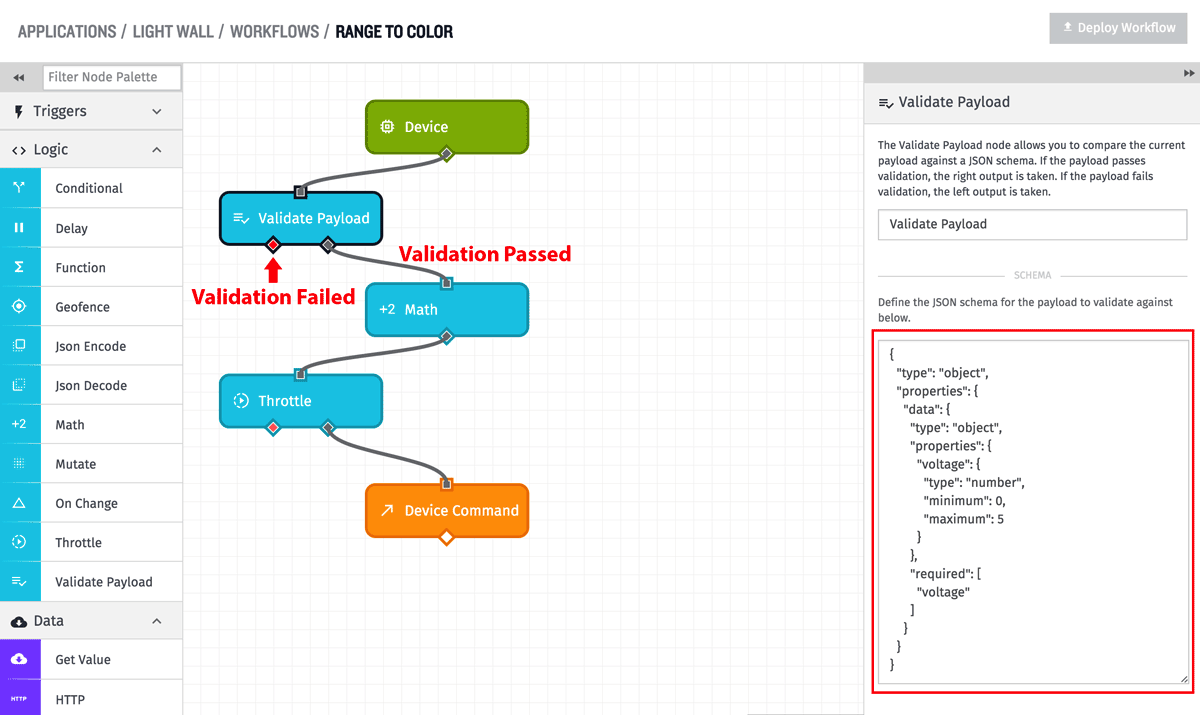 APPLICATIONS / LIGHT WALL / WORKFLOWS / RANGE TO COLOR
Deploy Workflow
Filter Node Palette
Triggers
Logic
Conditional
Delay
Function
Geofence
Json Encode
Json Decode
+2 Math
Mutate
On Change
Throttle
Validate Payload
Data
Get Value
HTTP HTTP
Device
Validate Payload
Validation Passed
Validation Failed
+2 Math
Throttle
Device Command
Validate Payload
The Validate Payload node allows you to compare the current
payload against a JSON schema. If the payload passes
validation, the right output is taken. If the payload fails
validation, the left output is taken.
Validate Payload
SCHEMA
Define the JSON schema for the payload to validate against
below.
{
"type": "object",
"properties": {
"data": {
"type": "object",
"properties": {
"voltage": {
"type": "number",
"minimum": 0,
"maximum": 5
}
},
"required": [
"voltage"
]
}
}
}